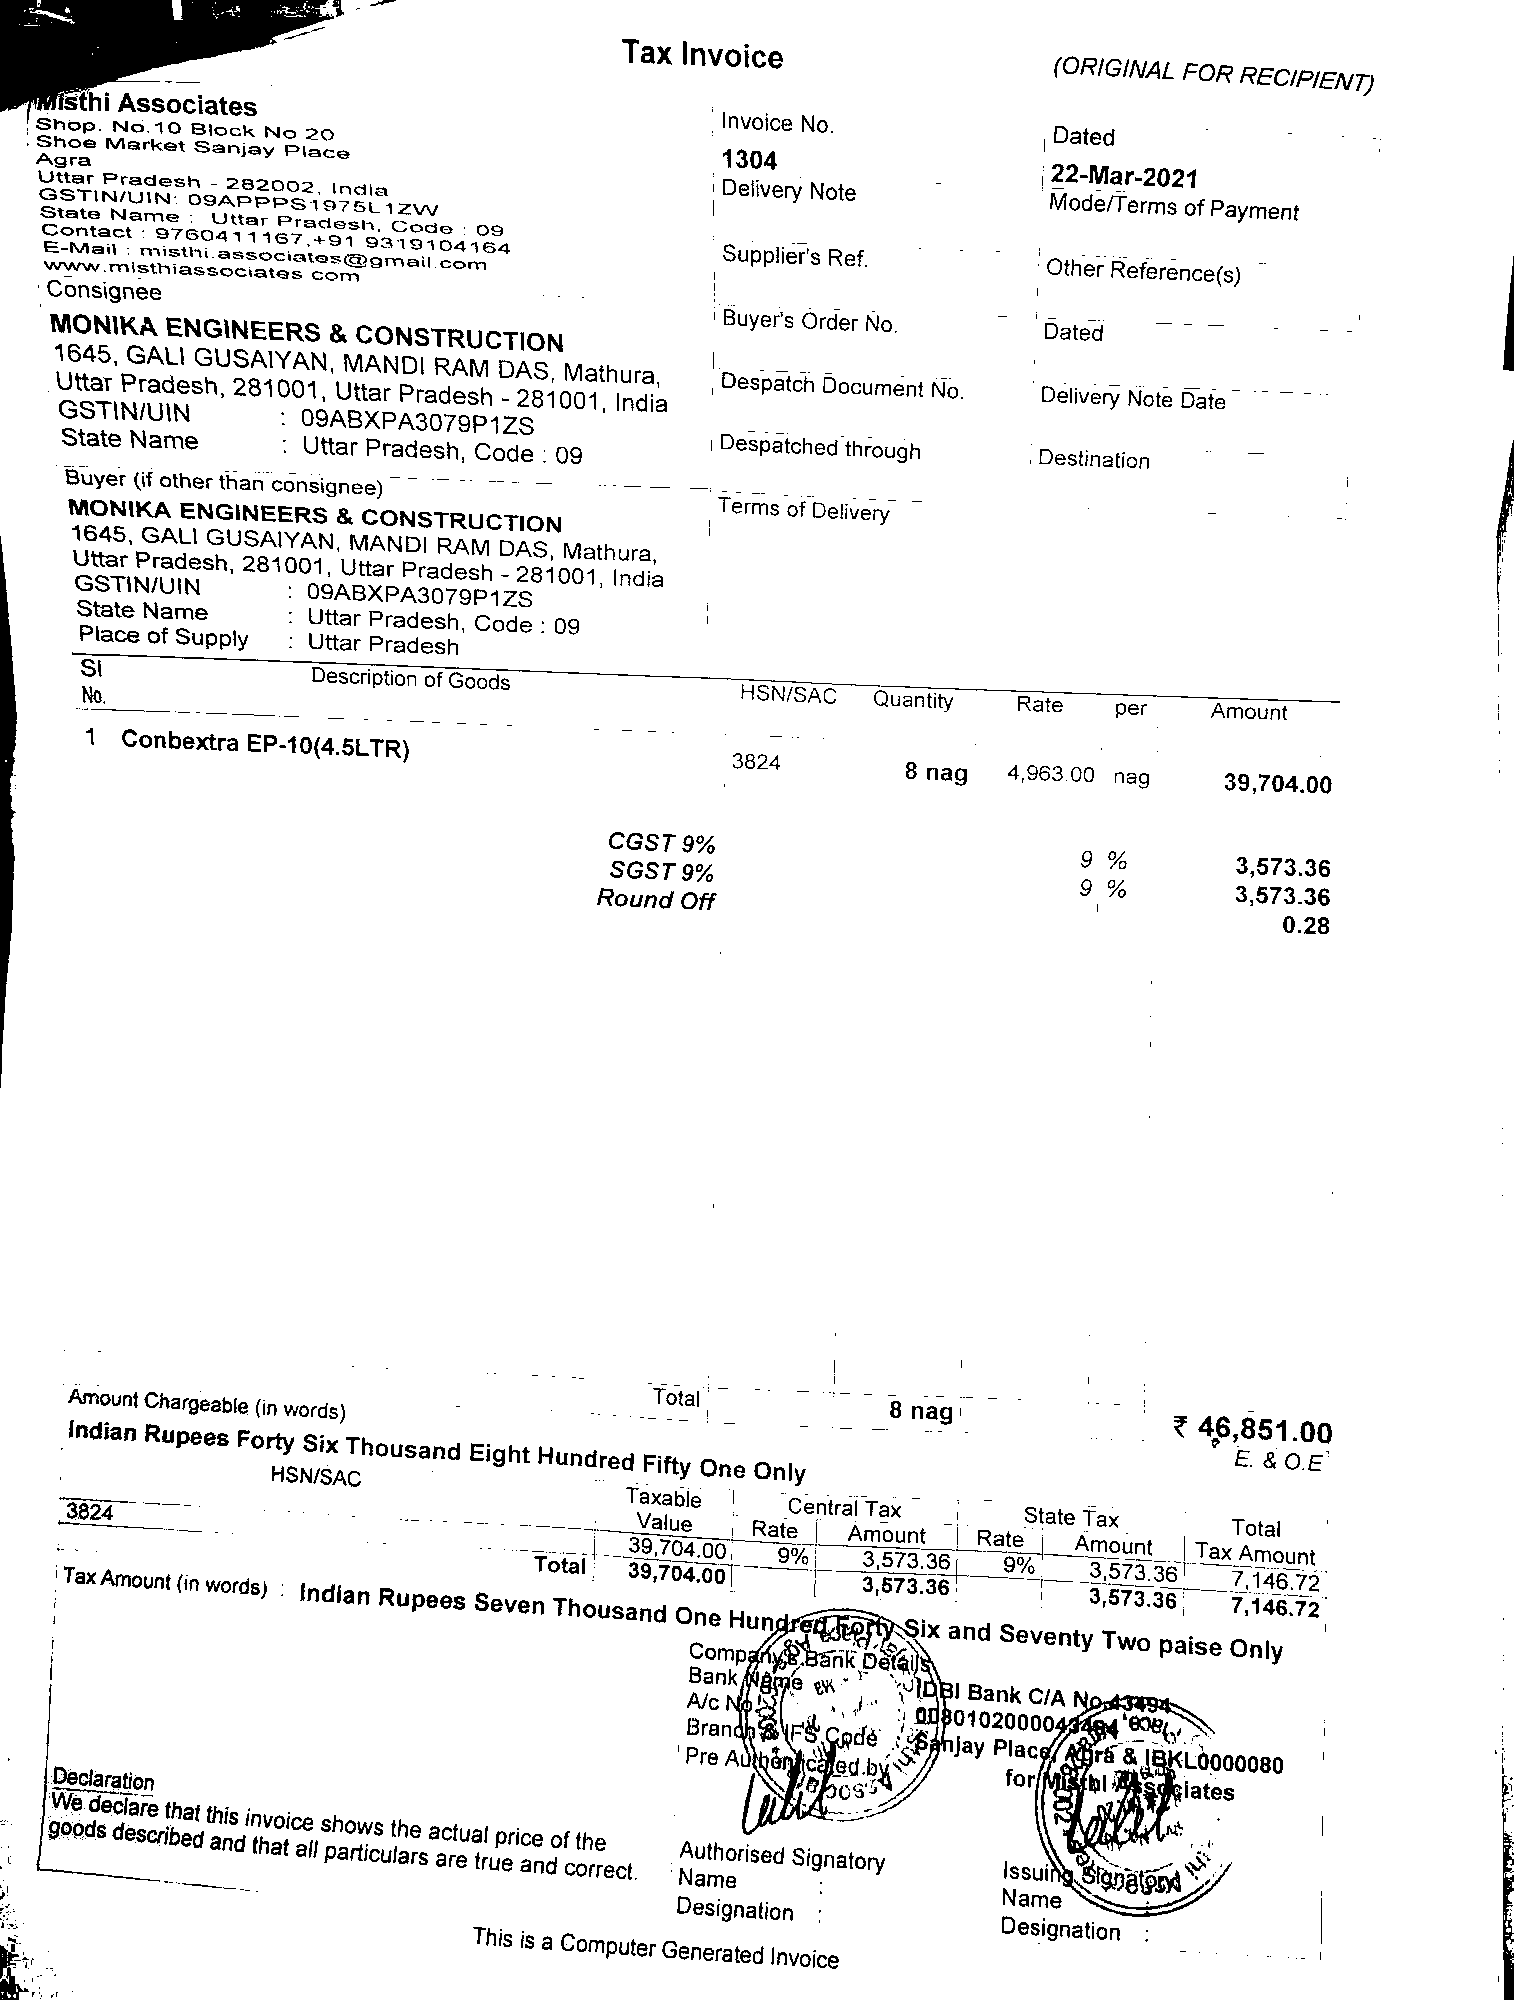 Tax Invoice
(ORIGINAL FOR RECIPIENT)
Misthi Associates
Shop. No.10 Block No 20
Shoe Market Sanjay Place
Agra
Uttar Pradesh - 282002, India
GSTIN/UIN: 09APPPS1975L1ZW
State Name : Uttar Pradesh, Code : 09
Contact : 9760411167,+91 9319104164
E-Mail : misthi.associates@gmail.com
www.misthiassociates com
Invoice No.
1304
Dated
22-Mar-2021
Delivery Note
Mode/Terms of Payment
Supplier's Ref.
Other Reference(s)
Buyer's Order No.
Dated
Despatch Document No.
Delivery Note Date
Despatched through
Destination
Terms of Delivery
Consignee
MONIKA ENGINEERS & CONSTRUCTION
1645, GALI GUSAIYAN, MANDI RAM DAS, Mathura,
Uttar Pradesh, 281001, Uttar Pradesh - 281001, India
GSTIN/UIN : 09ABXPA3079P1ZS
State Name : Uttar Pradesh, Code : 09
Buyer (if other than consignee)
MONIKA ENGINEERS & CONSTRUCTION
1645, GALI GUSAIYAN, MANDI RAM DAS, Mathura,
Uttar Pradesh, 281001, Uttar Pradesh - 281001, India
GSTIN/UIN : 09ABXPA3079P1ZS
State Name : Uttar Pradesh, Code : 09
Place of Supply : Uttar Pradesh
Sl No. Description of Goods HSN/SAC Quantity Rate per Amount
1 Conbextra EP-10(4.5LTR) 3824 8 nag 4,963.00 nag 39,704.00
CGST 9% 9 % 3,573.36
SGST 9% 9 % 3,573.36
Round Off 0.28
Total 8 nag ₹ 46,851.00
Amount Chargeable (in words) E. & O.E
Indian Rupees Forty Six Thousand Eight Hundred Fifty One Only
HSN/SAC Taxable Value Central Tax State Tax Total Tax Amount
Rate Amount Rate Amount
3824 39,704.00 9% 3,573.36 9% 3,573.36 7,146.72
Total 39,704.00 3,573.36 3,573.36 7,146.72
Tax Amount (in words) : Indian Rupees Seven Thousand One Hundred Forty Six and Seventy Two paise Only
Company's Bank Details
Bank Name IDBI Bank C/A No-43494
A/c No 0080102000043494
Branch & IFS Code Sanjay Place, Agra & IBKL0000080
Pre Authenticated by for Misthi Associates
Declaration
We declare that this invoice shows the actual price of the
goods described and that all particulars are true and correct.
Authorised Signatory
Name :
Designation :
Issuing Signatory
Name :
Designation :
This is a Computer Generated Invoice